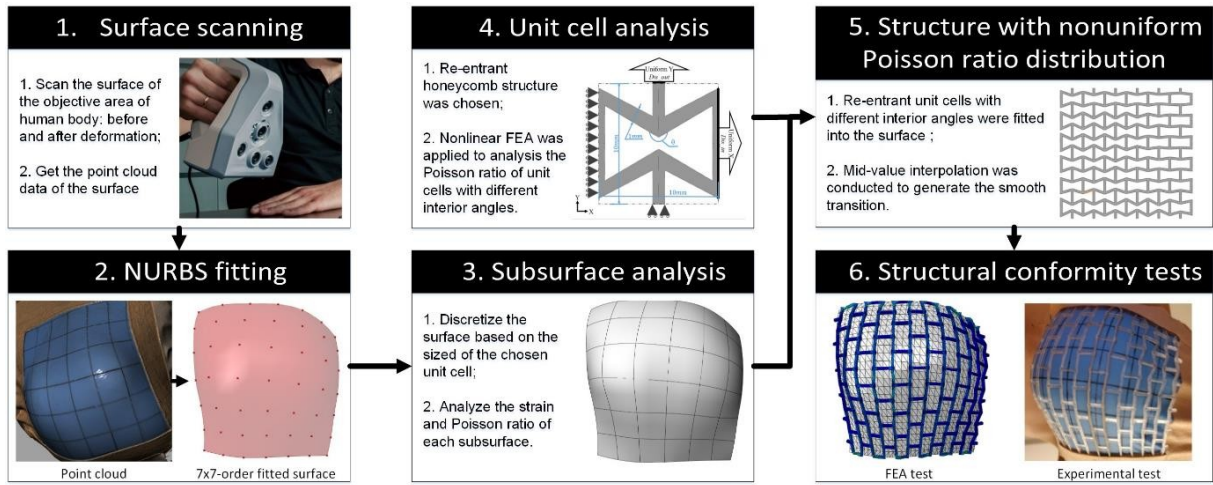 1. Surface scanning
1. Scan the surface of
the objective area of
human body: before
and after deformation;
2. Get the point cloud
data of the surface
2. NURBS fitting
Point cloud
7x7-order fitted surface
3. Subsurface analysis
1. Discretize the
surface based on the
sized of the chosen
unit cell;
2. Analyze the strain
and Poisson ratio of
each subsurface.
4. Unit cell analysis
1. Re-entrant
honeycomb structure
was chosen;
2. Nonlinear FEA was
applied to analysis the
Poisson ratio of unit
cells with different
interior angles.
Uniform Y
Dis_out
Uniform X
Dis_in
1mm
10mm
θ
10mm
Y
X
5. Structure with nonuniform
Poisson ratio distribution
1. Re-entrant unit cells with
different interior angles were fitted
into the surface ;
2. Mid-value interpolation was
conducted to generate the smooth
transition.
6. Structural conformity tests
FEA test
Experimental test